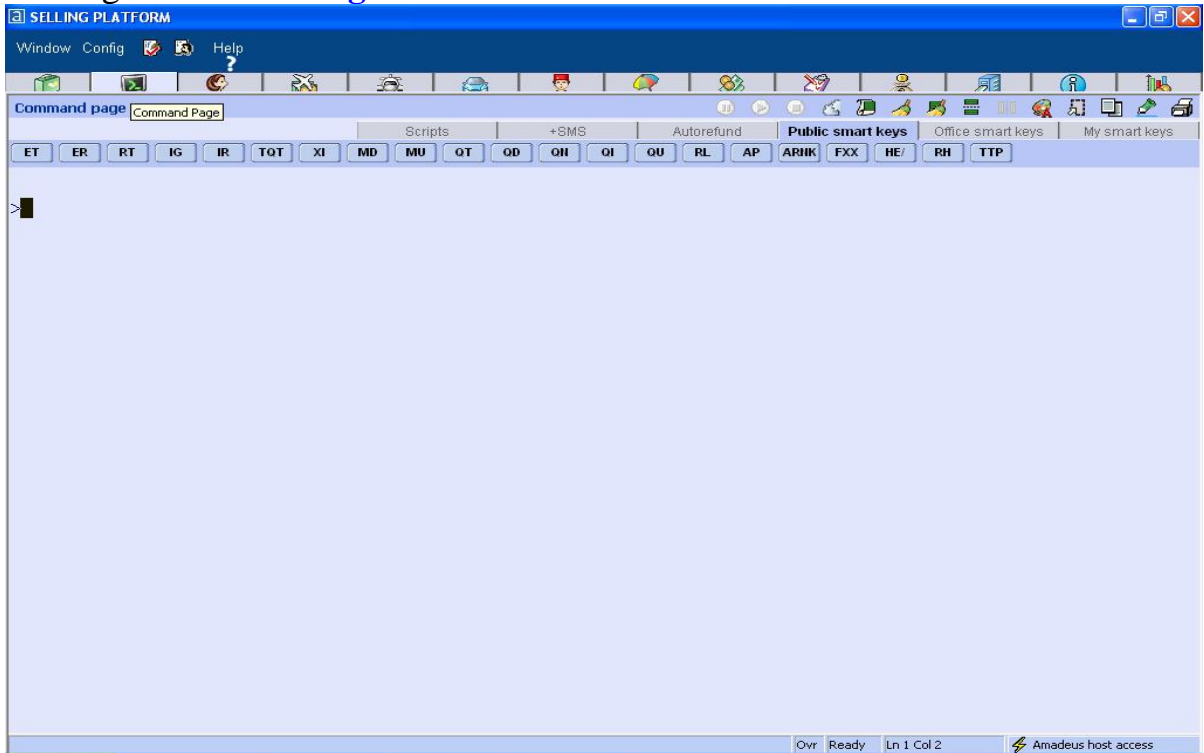 SELLING PLATFORM
Window Config Help
?
Command page Command Page
Scripts +SMS Autorefund Public smart keys Office smart keys My smart keys
ET ER RT IG IR TQT XI MD MU QT QD QN QI QU RL AP ARNK FXX HE/ RH TTP
>
Ovr Ready Ln 1 Col 2 Amadeus host access